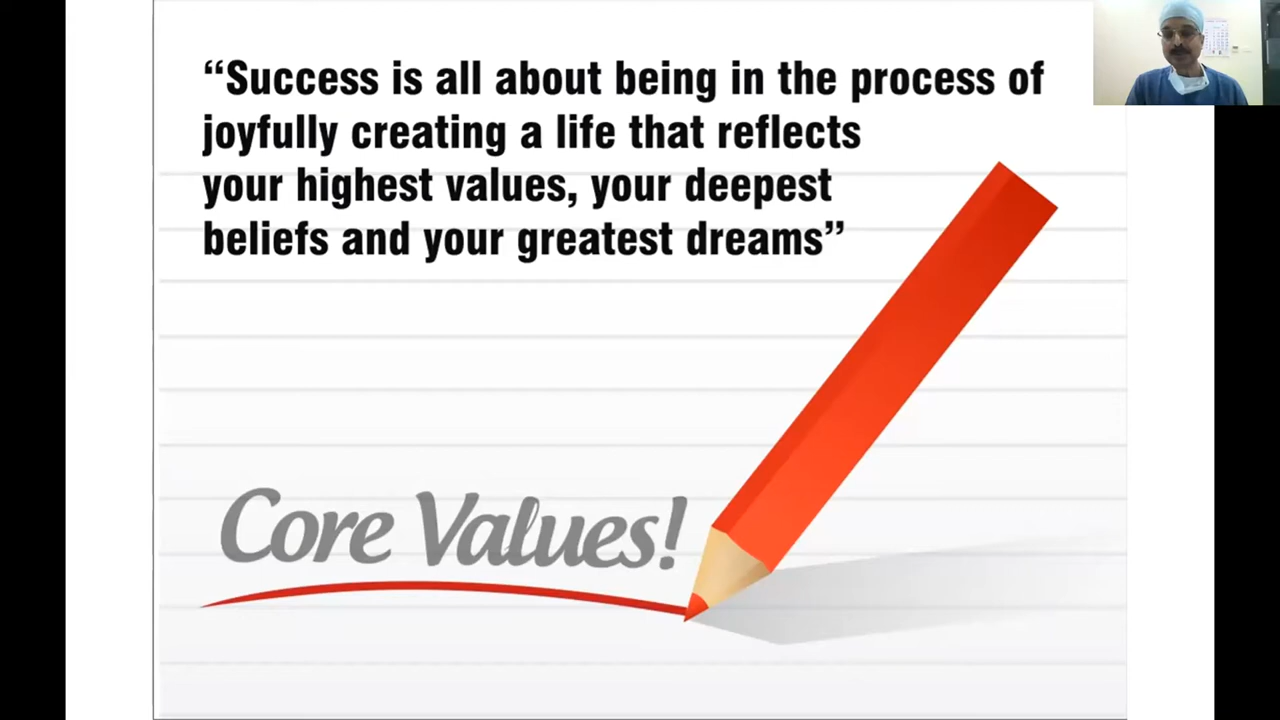 “Success is all about being in the process of
joyfully creating a life that reflects
your highest values, your deepest
beliefs and your greatest dreams”
Core Values!